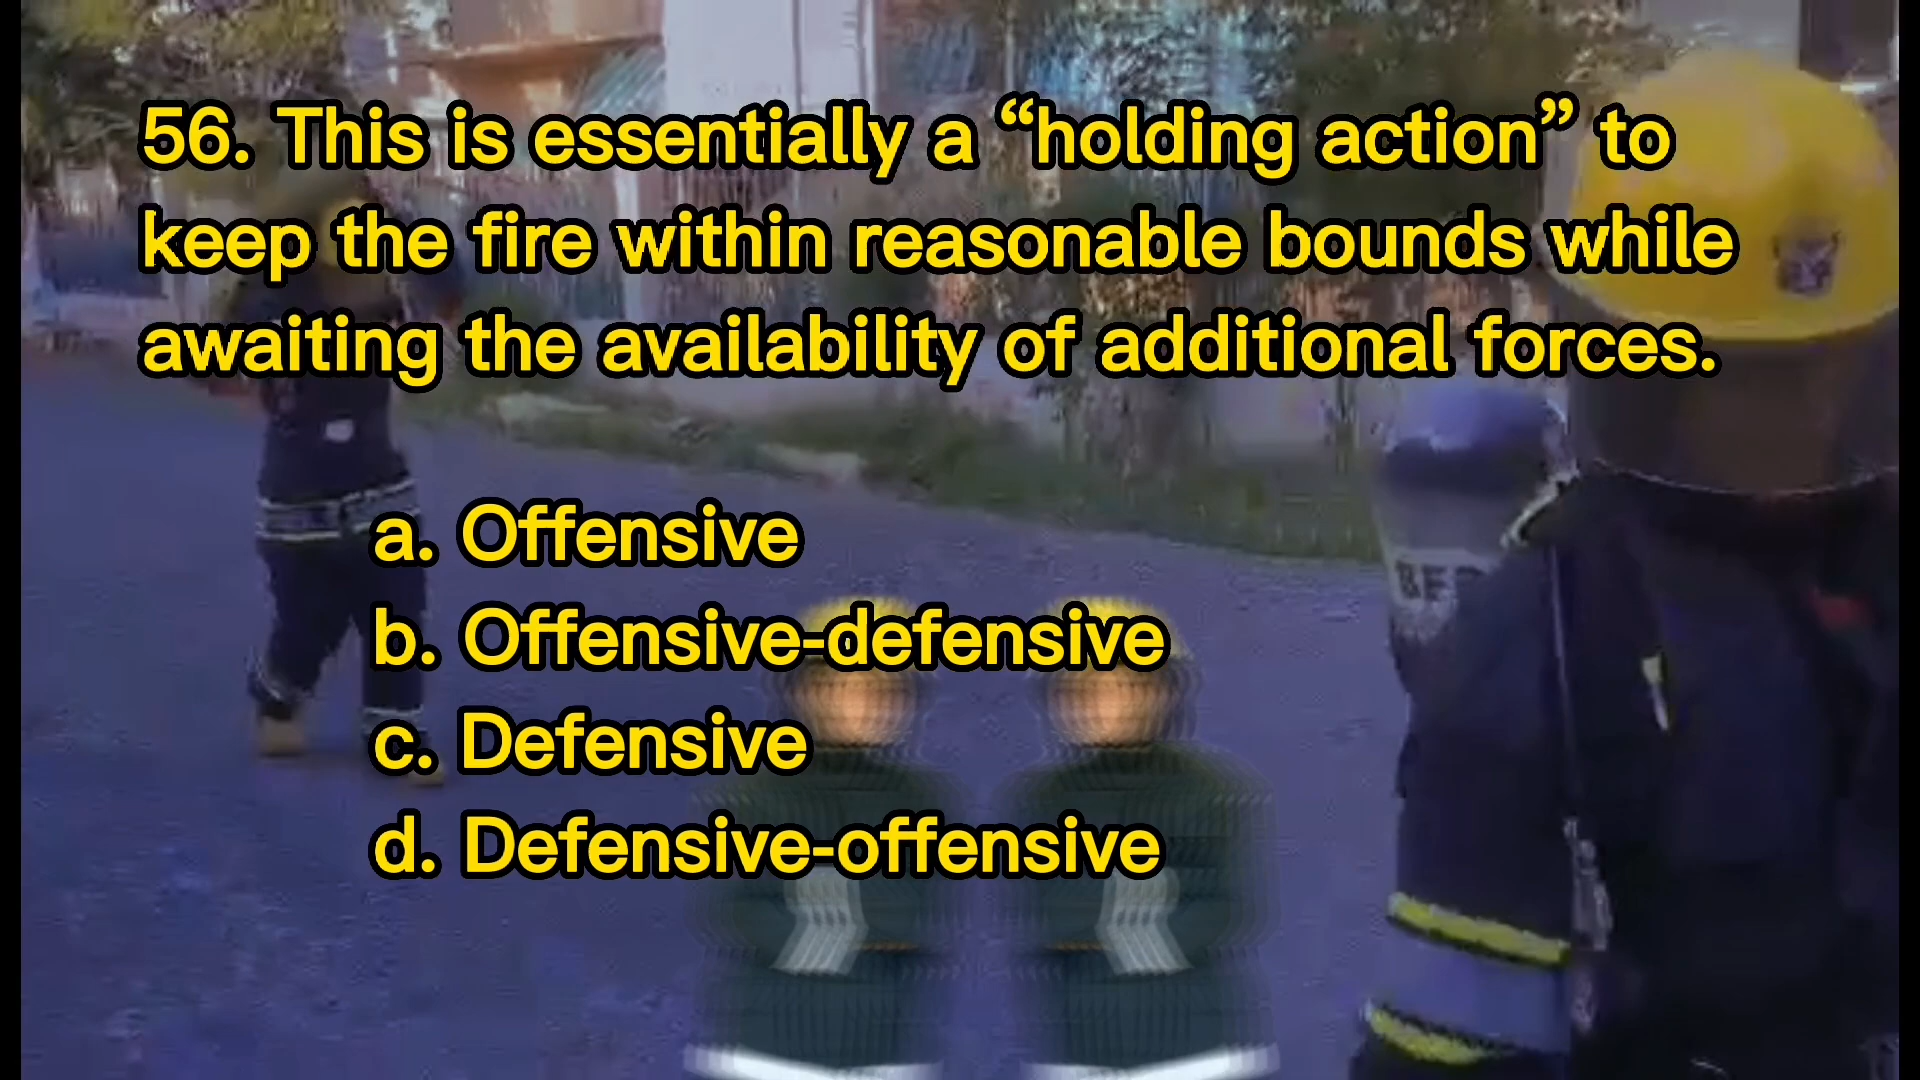 56. This is essentially a “holding action” to
keep the fire within reasonable bounds while
awaiting the availability of additional forces.
a. Offensive
b. Offensive-defensive
c. Defensive
d. Defensive-offensive